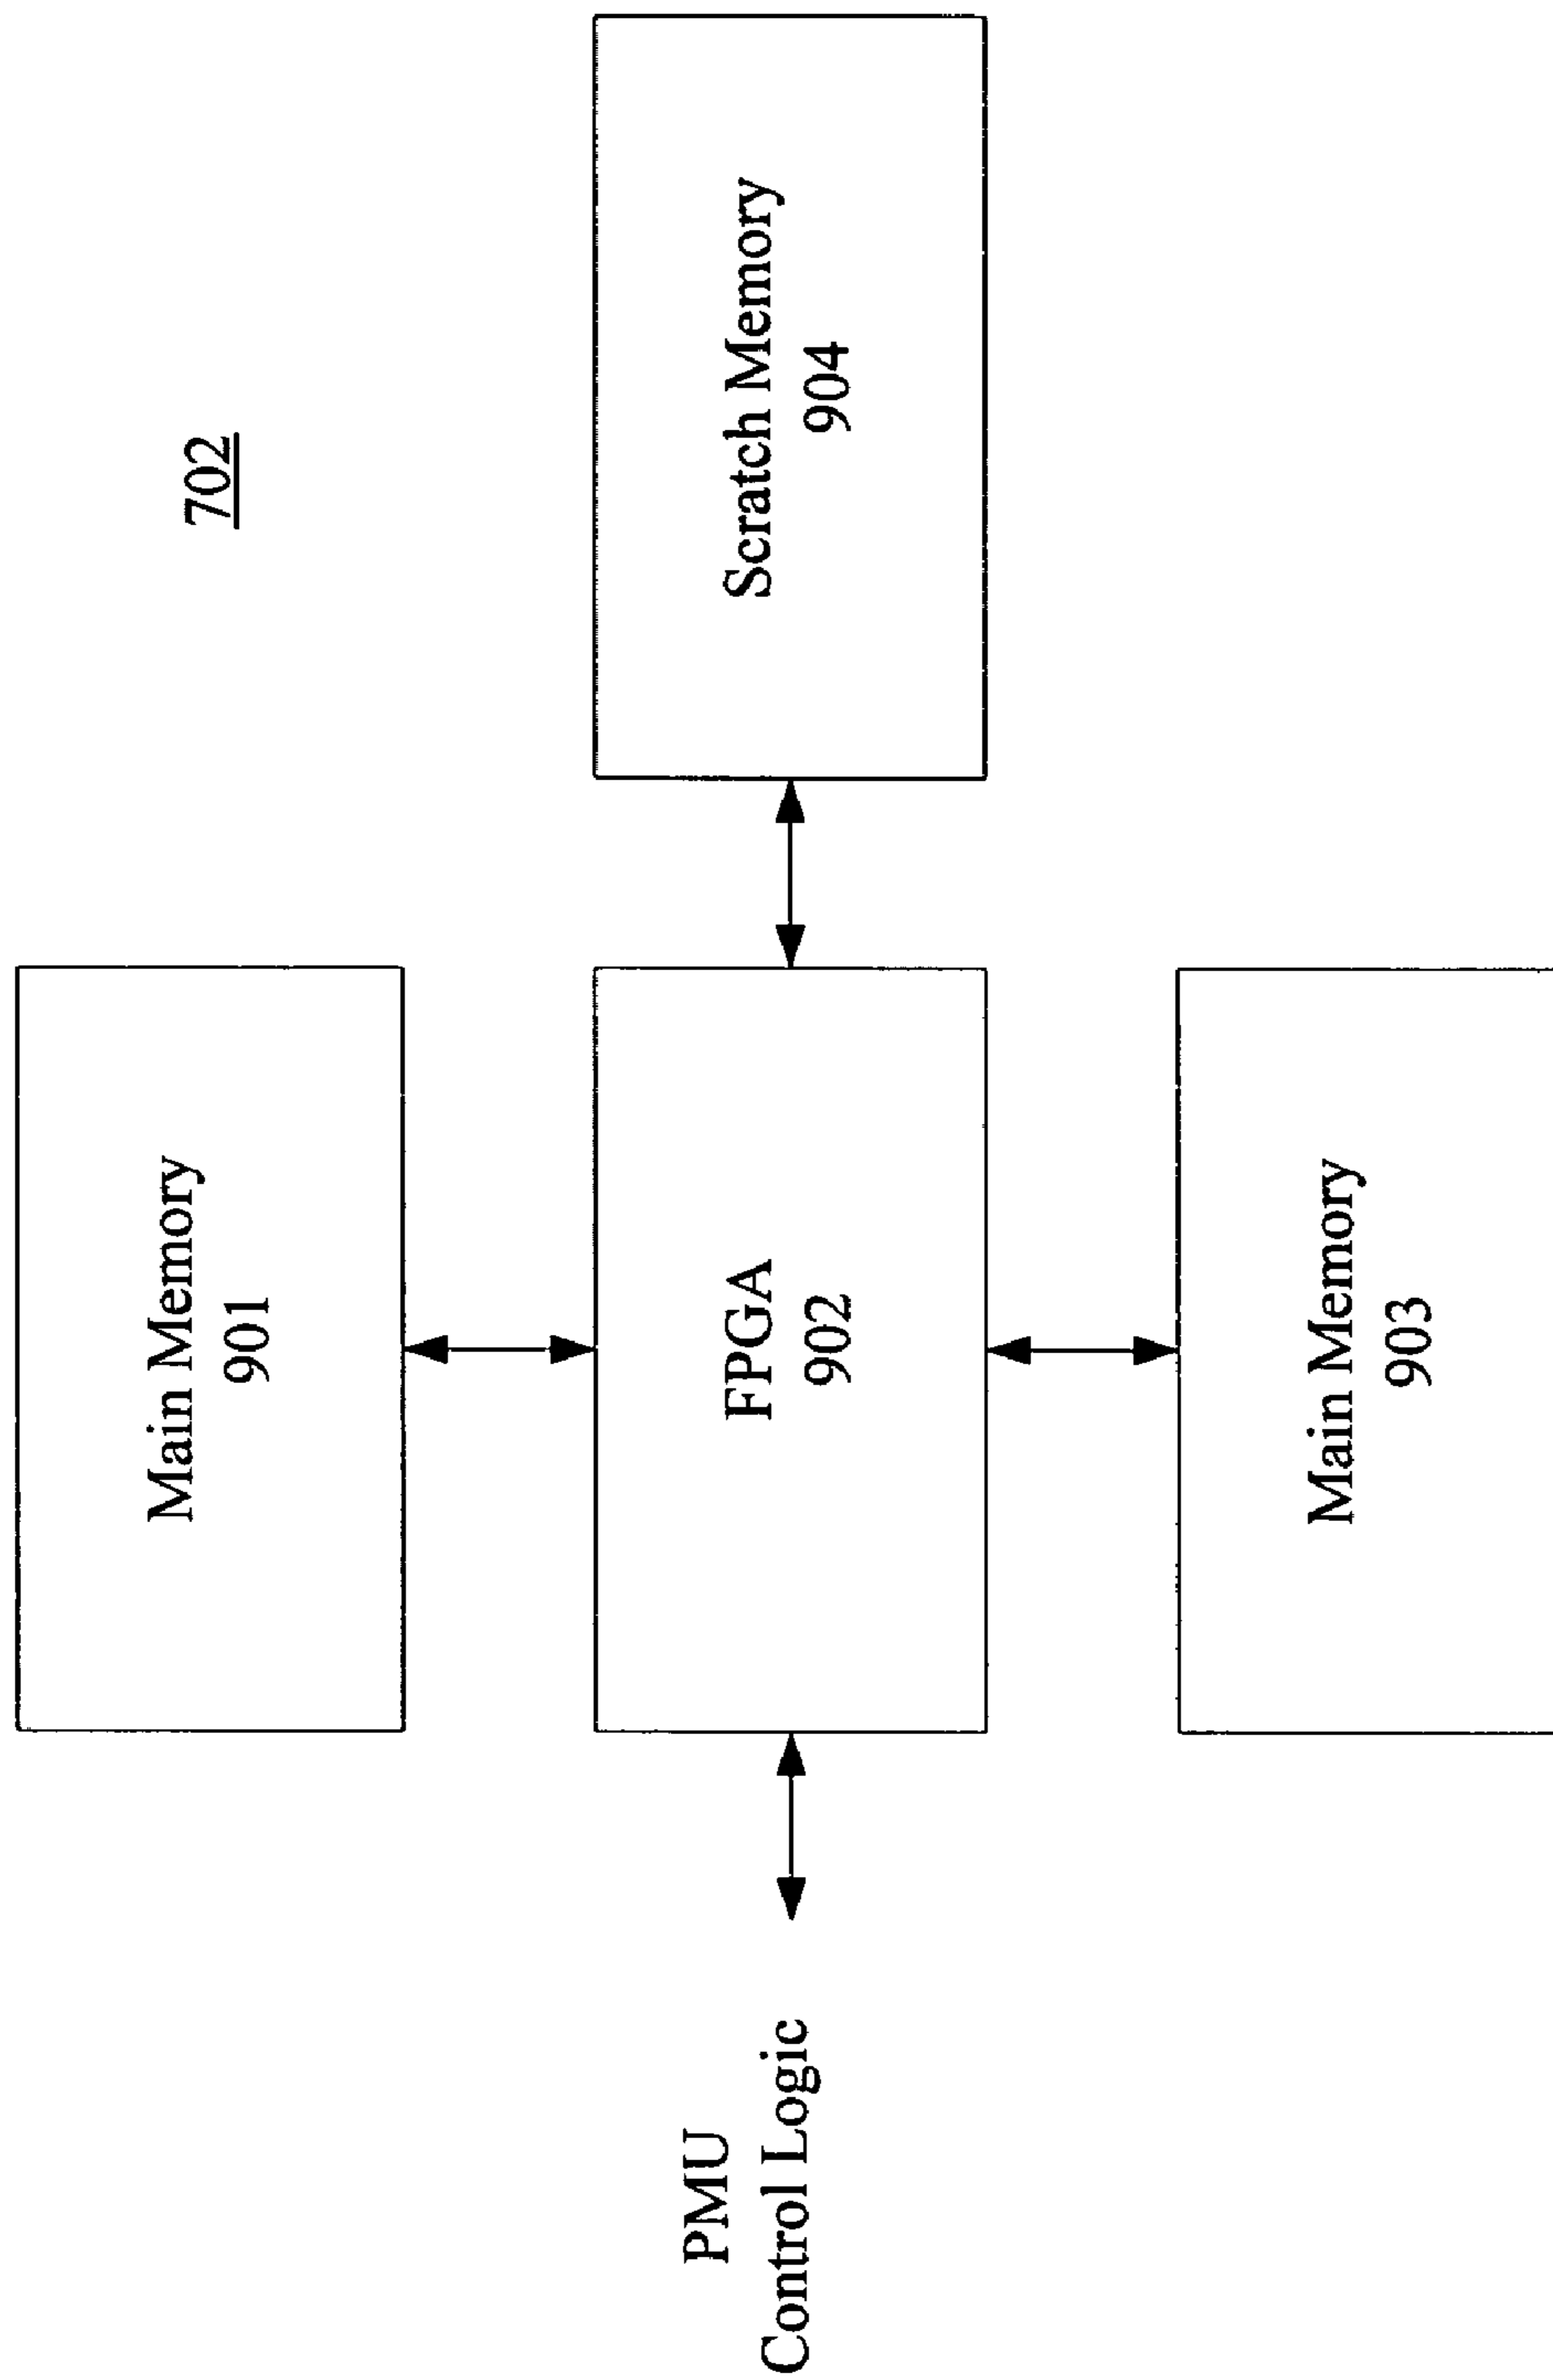 702
Main Memory
901
PMU
Control Logic
FPGA
902
Scratch Memory
904
Main Memory
903